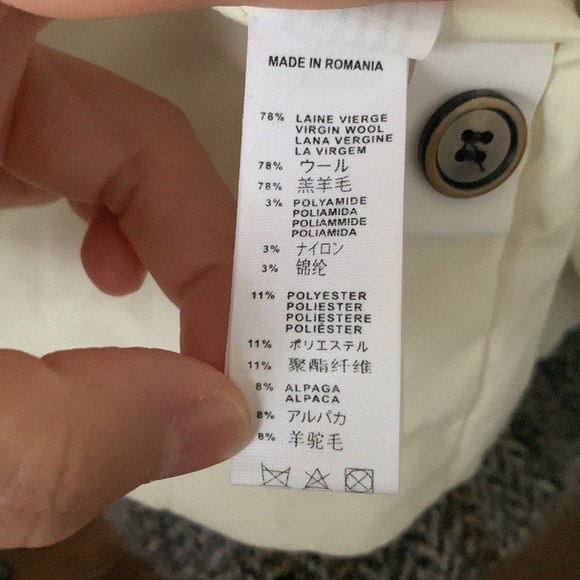 MADE IN ROMANIA
78% LAINE VIERGE
VIRGIN WOOL
LANA VERGINE
LA VIRGEM
78% ウール
78% 羔羊毛
3% POLYAMIDE
POLIAMIDA
POLIAMMIDE
POLIAMIDA
3% ナイロン
3% 锦纶
11% POLYESTER
POLIESTER
POLIESTERE
POLIÉSTER
11% ポリエステル
11% 聚酯纤维
8% ALPAGA
ALPACA
8% アルパカ
8% 羊驼毛